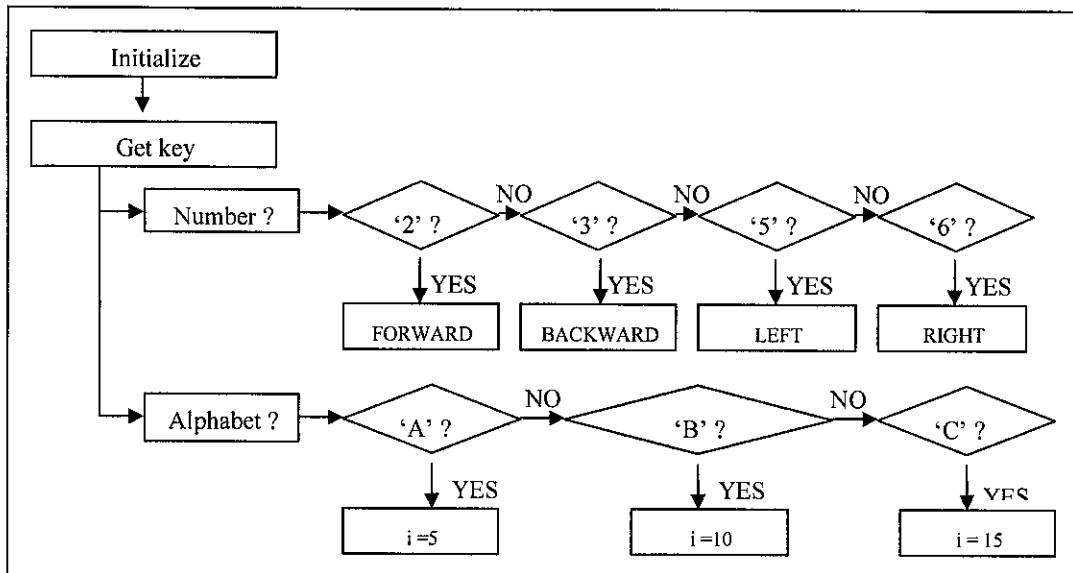 Initialize
Get key
Number ?
‘2’ ?
NO
‘3’ ?
NO
‘5’ ?
NO
‘6’ ?
YES
YES
YES
YES
FORWARD
BACKWARD
LEFT
RIGHT
Alphabet ?
‘A’ ?
NO
‘B’ ?
NO
‘C’ ?
YES
YES
YES
i =5
i =10
i = 15